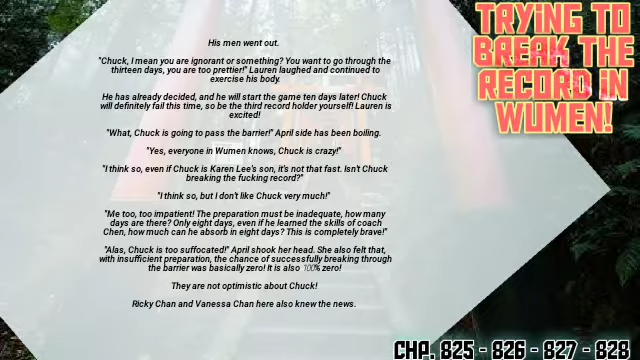 His men went out.
"Chuck, I mean you are ignorant or something? You want to go through the
thirteen days, you are too prettier!" Lauren laughed and continued to
exercise his body.
He has already decided, and he will start the game ten days later! Chuck
will definitely fail this time, so be the third record holder yourself! Lauren is
excited!
"What, Chuck is going to pass the barrier!" April side has been boiling.
"Yes, everyone in Wumen knows, Chuck is crazy!"
"I think so, even if Chuck is Karen Lee's son, it's not that fast. Isn't Chuck
breaking the fucking record?"
"I think so, but I don't like Chuck very much!"
"Me too, too impatient! The preparation must be inadequate, how many
days are there? Only eight days, even if he learned the skills of coach
Chen, how much can he absorb in eight days? This is completely brave!"
"Alas, Chuck is too suffocated!" April shook her head. She also felt that,
with insufficient preparation, the chance of successfully breaking through
the barrier was basically zero! It is also 100% zero!
They are not optimistic about Chuck!
Ricky Chan and Vanessa Chan here also knew the news.
TRYING TO
BREAK THE
RECORD IN
WUMEN!
CHP. 825 - 826 - 827 - 828